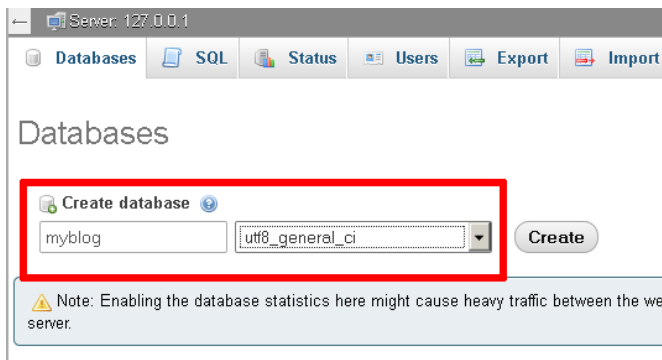 Server: 127.0.0.1
Databases SQL Status Users Export Import
Databases
Create database
myblog utf8_general_ci Create
Note: Enabling the database statistics here might cause heavy traffic between the
server.